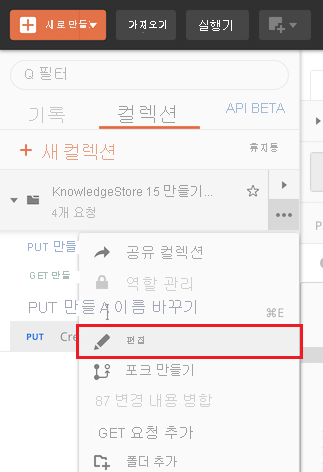 새로 만들기
가져오기
실행기
Q 필터
기록
컬렉션
API BETA
+ 새 컬렉션
휴지통
KnowledgeStore 15 만들기...
4개 요청
PUT 만들
GET 만들
PUT 만들
이름 바꾸기
⌘E
PUT Cre
공유 컬렉션
역할 관리
편집
포크 만들기
87 변경 내용 병합
GET 요청 추가
폴더 추가